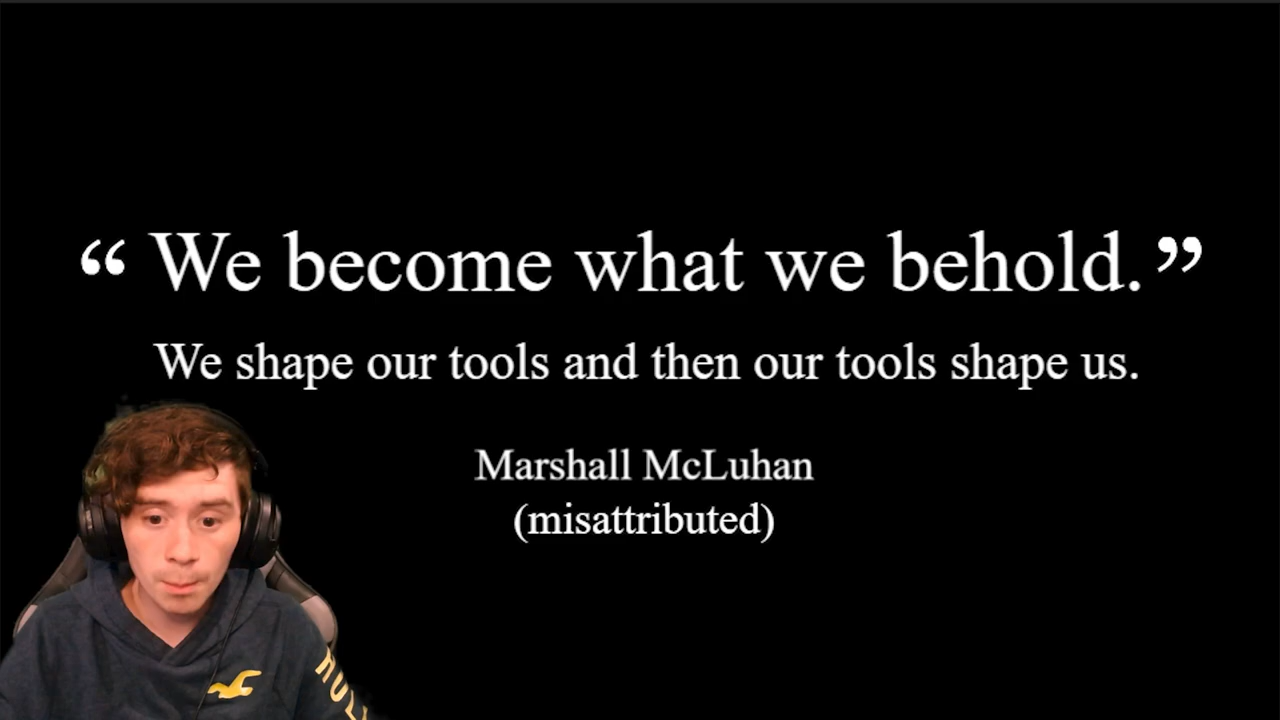 “ We become what we behold. ”
We shape our tools and then our tools shape us.
Marshall McLuhan
(misattributed)